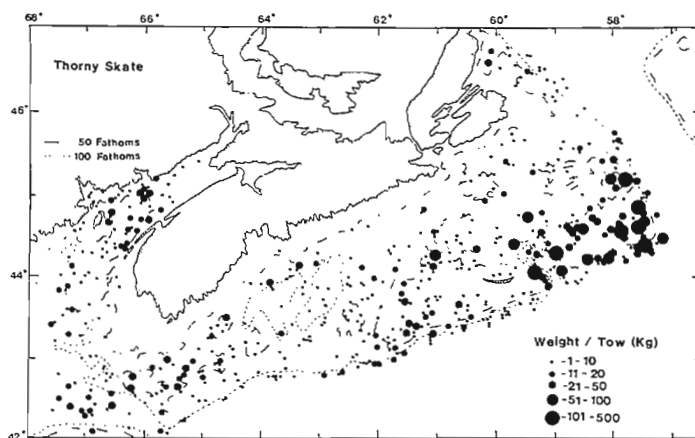 68° 66° 64° 62° 60° 58°
Thorny Skate
46°
50 Fathoms
100 Fathoms
44°
42°
Weight / Tow (Kg)
-1-10
-11-20
-21-50
-51-100
-101-500